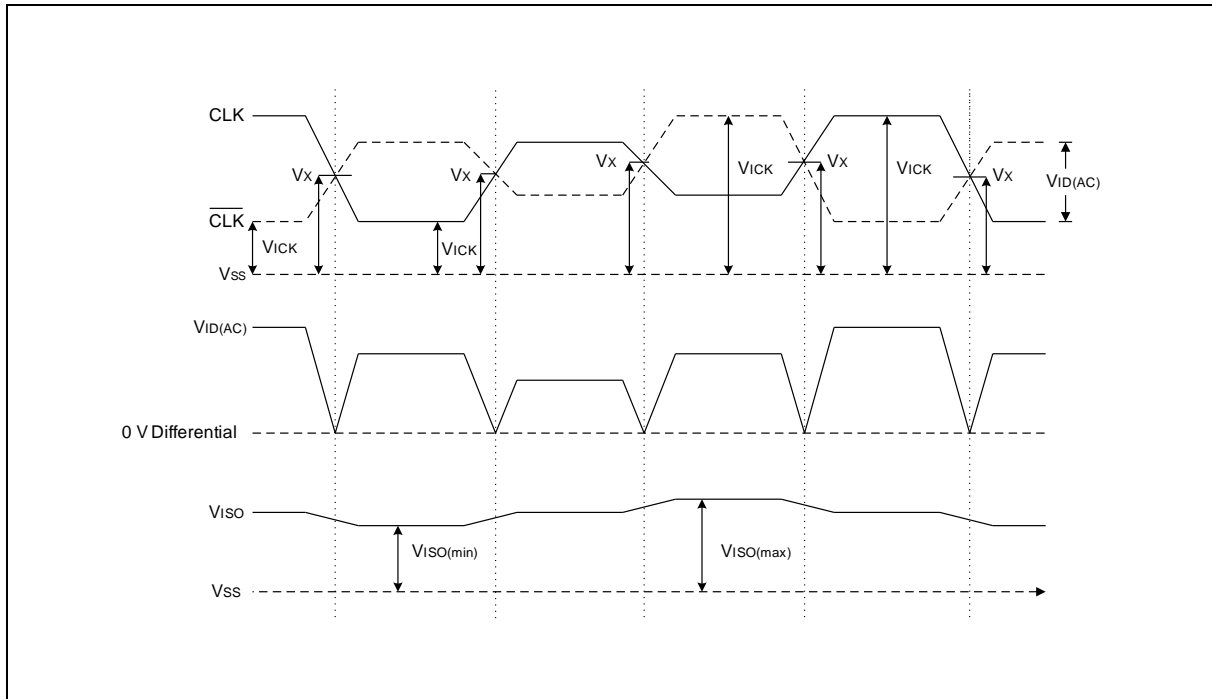 CLK
VX
VX
VX
VICK
VX
VICK
VX
VID(AC)
CLK
VICK
VICK
VSS
VID(AC)
0 V Differential
VISO
VISO(min)
VISO(max)
VSS